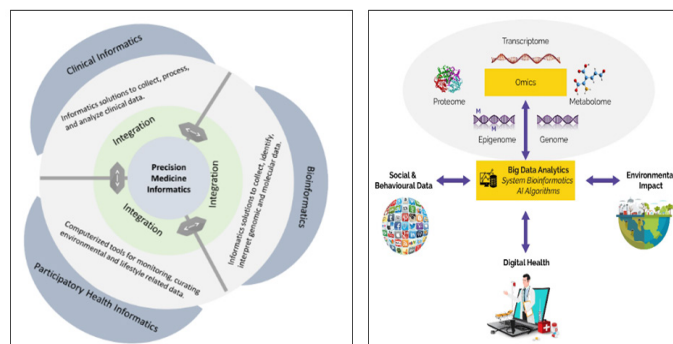 Clinical Informatics
Informatics solutions to collect, process,
and analyze clinical data.
Integration
Precision
Medicine
Informatics
Integration
Integration
Bioinformatics
Informatics solutions to collect, identify,
interpret genomic and molecular data.
Computerized tools for monitoring, curating
environmental and lifestyle related data.
Participatory Health Informatics
Transcriptome
Omics
Proteome
Metabolome
H
H
Epigenome
Genome
Social &
Behavioural Data
Big Data Analytics
System Bioinformatics
AI Algorithms
Environmental
Impact
Digital Health